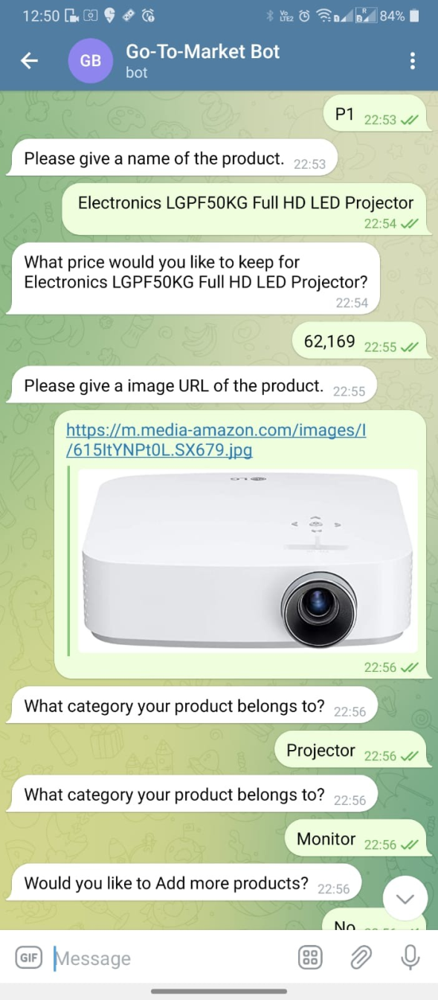 12:50
Vo
LTE2
R
84%
GB
Go-To-Market Bot
bot
P1 22:53
Please give a name of the product. 22:53
Electronics LGPF50KG Full HD LED Projector
22:54
What price would you like to keep for
Electronics LGPF50KG Full HD LED Projector?
22:54
62,169 22:55
Please give a image URL of the product. 22:55
https://m.media-amazon.com/images/I
/615ItYNPt0L.SX679.jpg
LG
22:56
What category your product belongs to? 22:56
Projector 22:56
What category your product belongs to? 22:56
Monitor 22:56
Would you like to Add more products? 22:56
No
GIF
Message